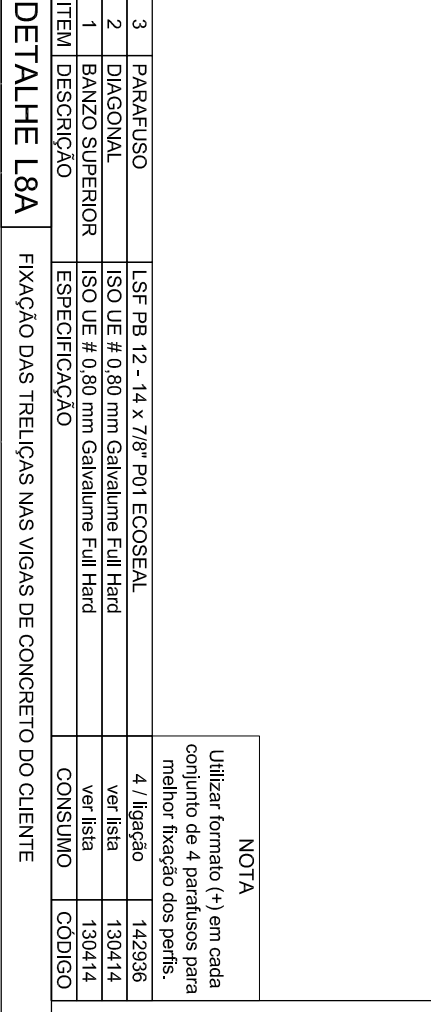 NOTA
Utilizar formato (+) em cada
conjunto de 4 parafusos para
melhor fixação dos perfis.
3 PARAFUSO LSF PB 12 - 14 x 7/8" P01 ECOSEAL 4 / ligação 142936
2 DIAGONAL ISO UE # 0,80 mm Galvalume Full Hard ver lista 130414
1 BANZO SUPERIOR ISO UE # 0,80 mm Galvalume Full Hard ver lista 130414
ITEM DESCRIÇÃO ESPECIFICAÇÃO CONSUMO CÓDIGO
DETALHE L8A FIXAÇÃO DAS TRELIÇAS NAS VIGAS DE CONCRETO DO CLIENTE